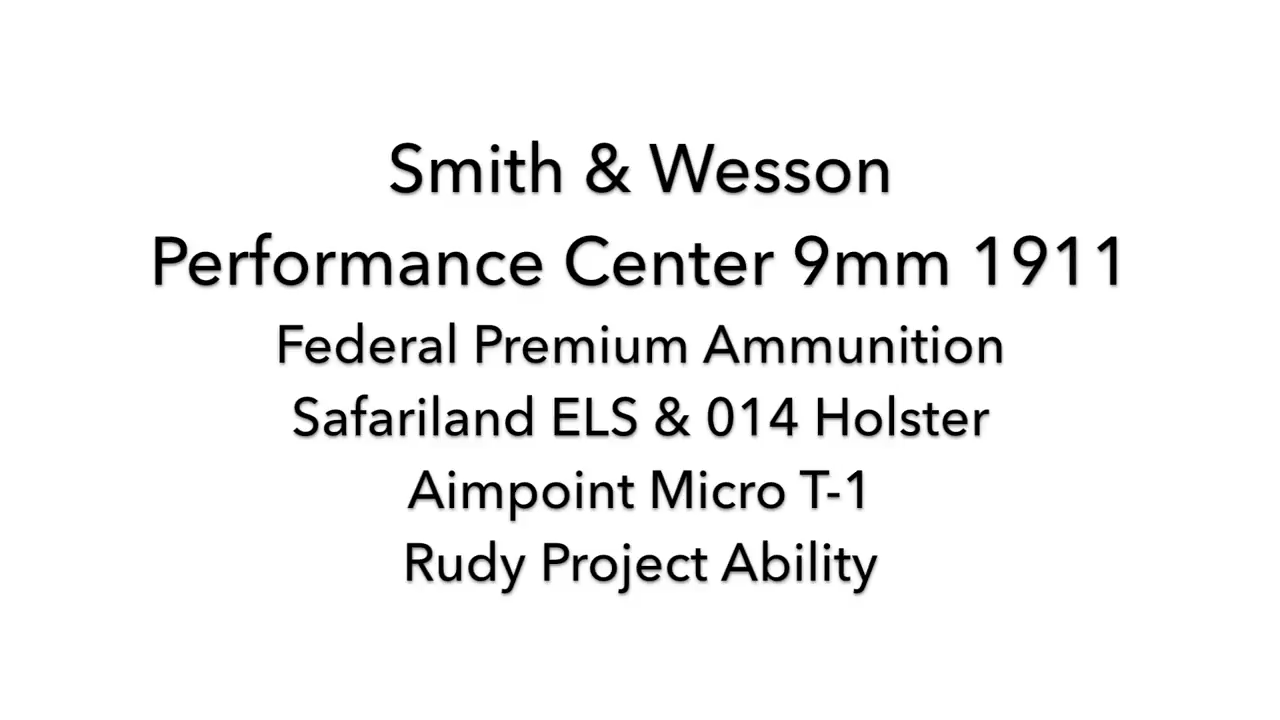 Smith & Wesson
Performance Center 9mm 1911
Federal Premium Ammunition
Safariland ELS & 014 Holster
Aimpoint Micro T-1
Rudy Project Ability